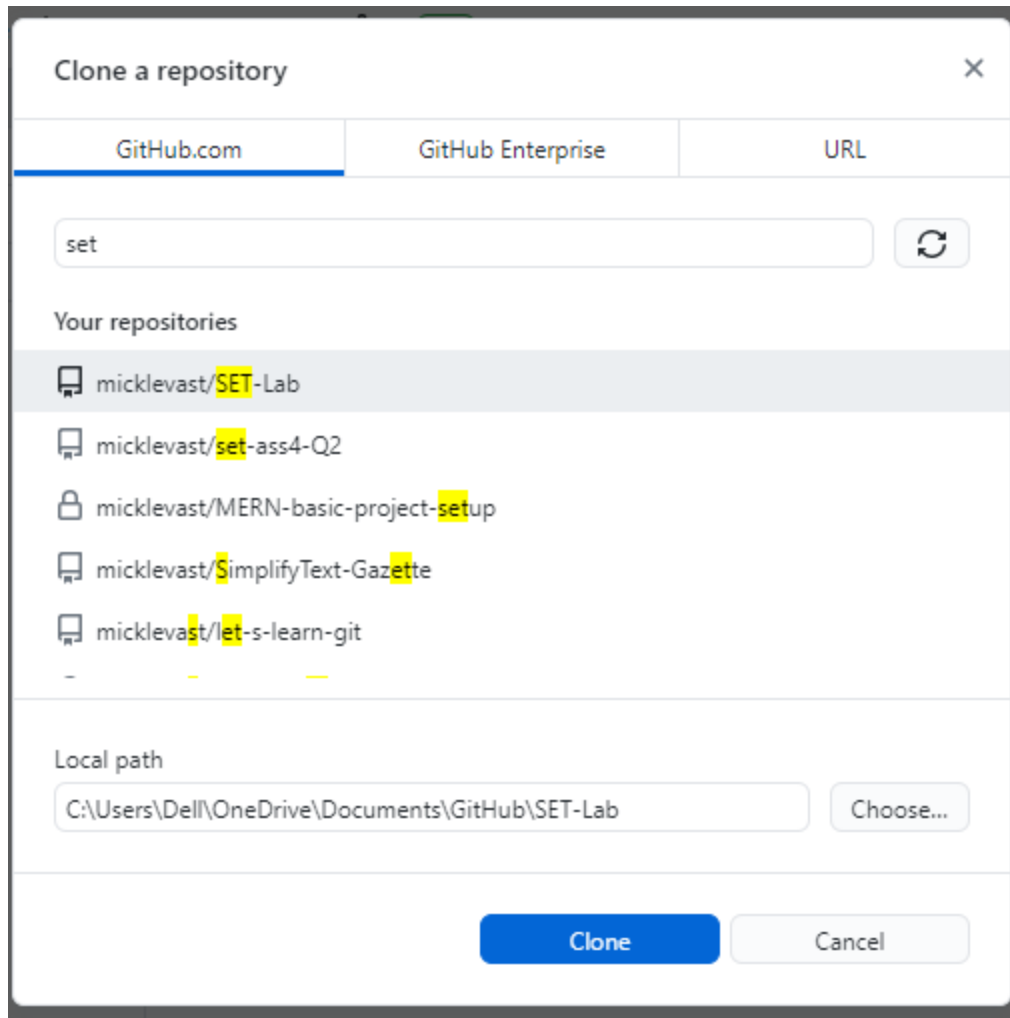 Clone a repository
GitHub.com GitHub Enterprise URL
set
Your repositories
micklevast/SET-Lab
micklevast/set-ass4-Q2
micklevast/MERN-basic-project-setup
micklevast/SimplifyText-Gazette
micklevast/let-s-learn-git
Local path
C:\Users\Dell\OneDrive\Documents\GitHub\SET-Lab
Choose...
Clone Cancel